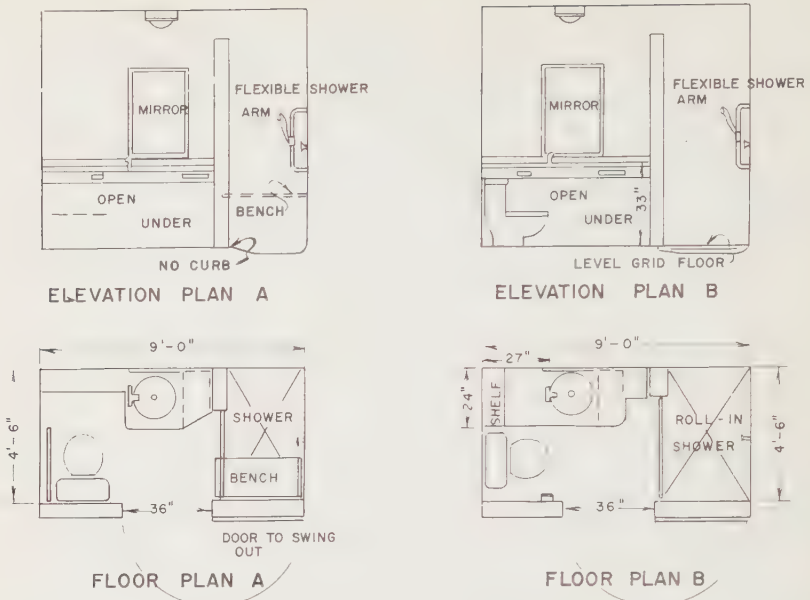 MIRROR
FLEXIBLE SHOWER
ARM
OPEN
UNDER
BENCH
NO CURB
ELEVATION PLAN A
MIRROR
FLEXIBLE SHOWER
ARM
OPEN
UNDER
33"
LEVEL GRID FLOOR
ELEVATION PLAN B
9'-0"
4'-6"
SHOWER
BENCH
36"
DOOR TO SWING
OUT
FLOOR PLAN A
9'-0"
27"
24"
SHELF
ROLL-IN
SHOWER
4'-6"
36"
FLOOR PLAN B